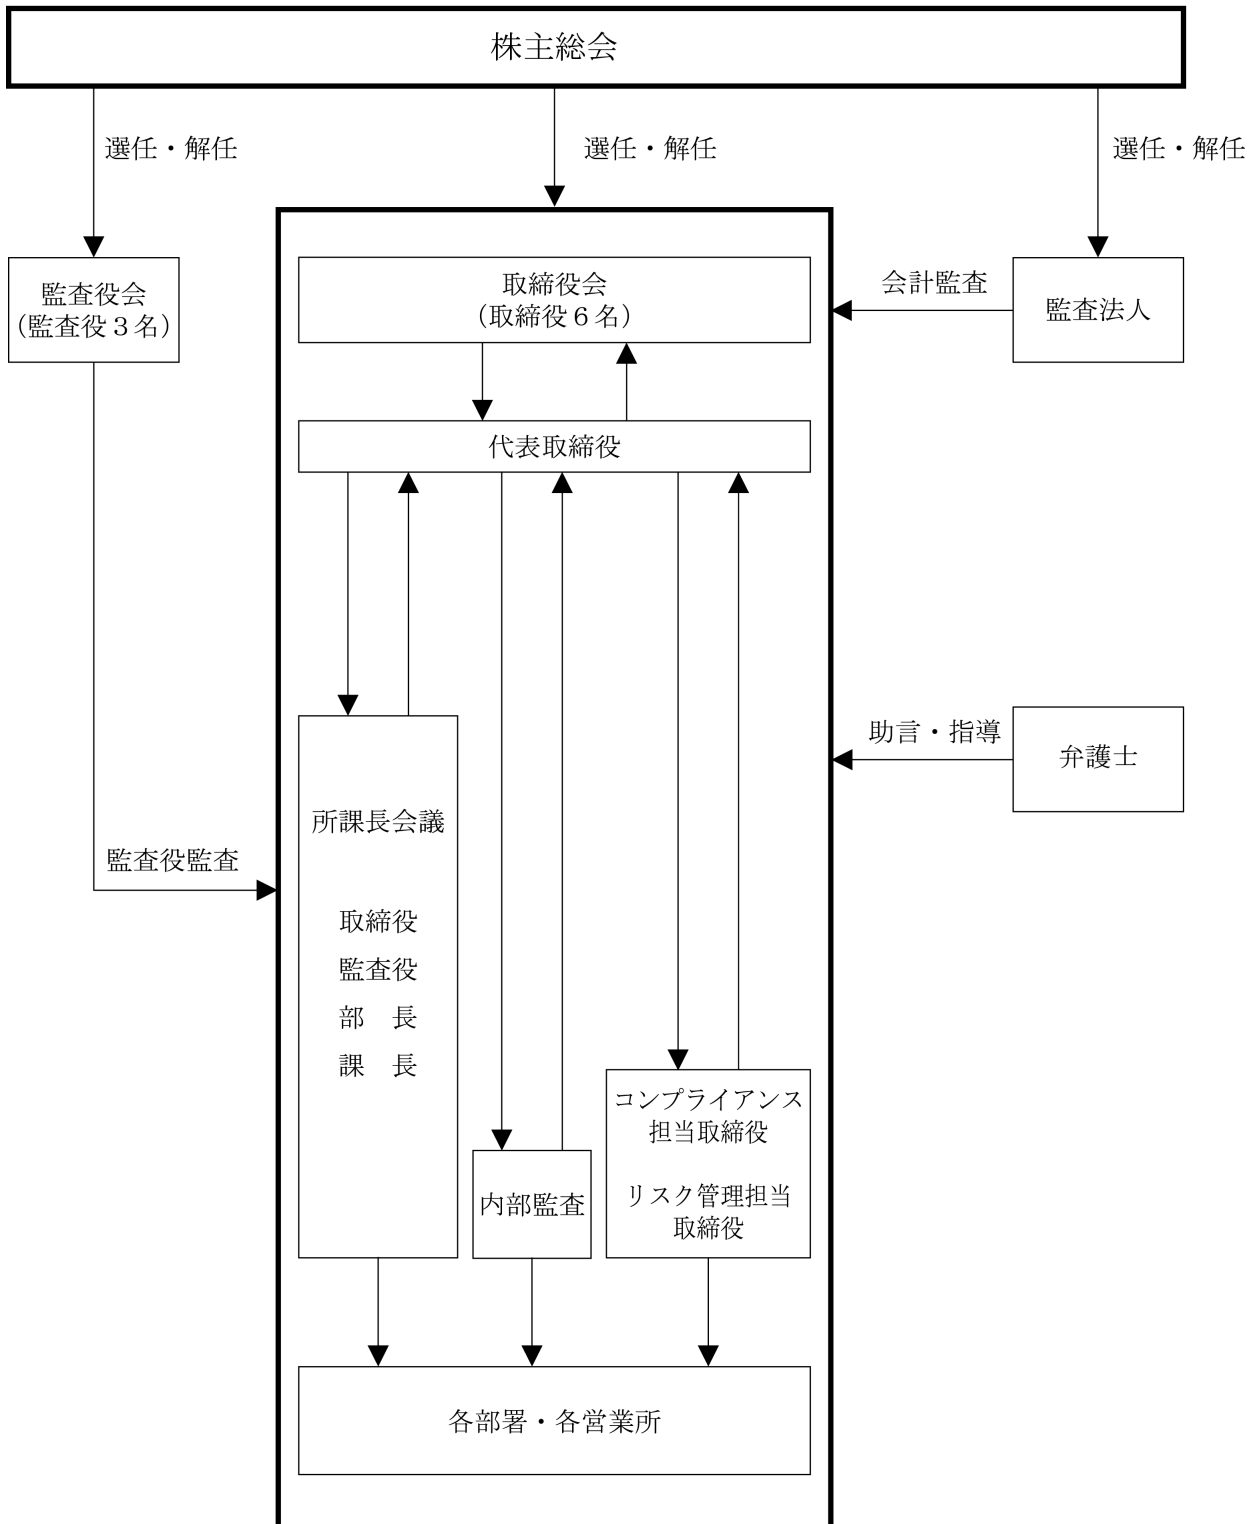 株主総会
選任・解任
選任・解任
選任・解任
監査役会
（監査役３名）
取締役会
（取締役６名）
会計監査
監査法人
代表取締役
助言・指導
弁護士
所課長会議
取締役
監査役
部　長
課　長
監査役監査
内部監査
コンプライアンス
担当取締役
リスク管理担当
取締役
各部署・各営業所